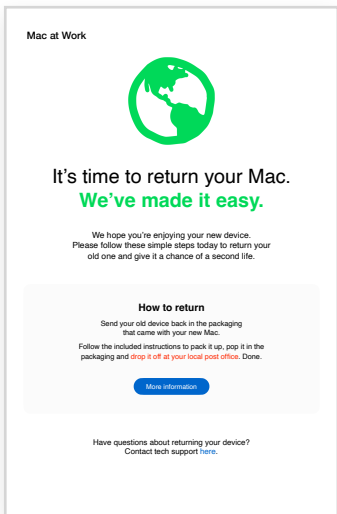 Mac at Work
It's time to return your Mac.
We've made it easy.
We hope you're enjoying your new device.
Please follow these simple steps today to return your
old one and give it a chance of a second life.
How to return
Send your old device back in the packaging
that came with your new Mac.
Follow the included instructions to pack it up, pop it in the
packaging and drop it off at your local post office. Done.
More information
Have questions about returning your device?
Contact tech support here.